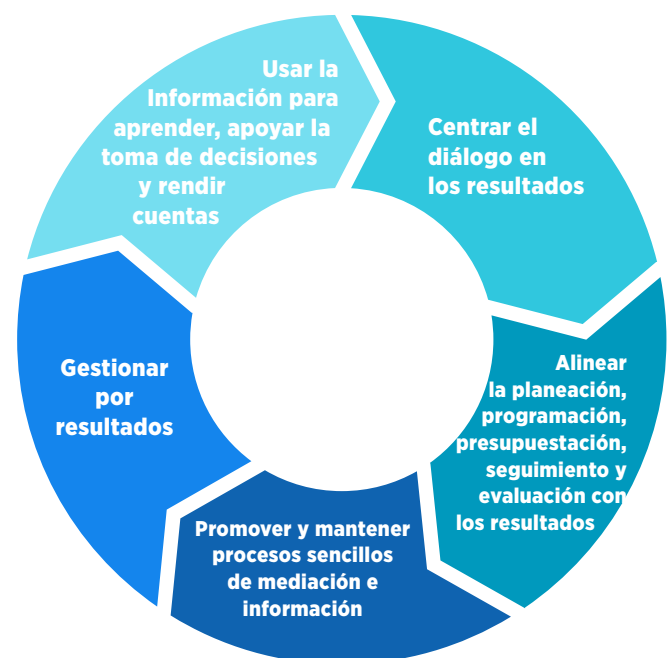 Usar la
Información para
aprender, apoyar la
toma de decisiones
y rendir
cuentas
Centrar el
diálogo en
los resultados
Alinear
la planeación,
programación,
presupuestación,
seguimiento y
evaluación con
los resultados
Promover y mantener
procesos sencillos
de mediación e
información
Gestionar
por
resultados